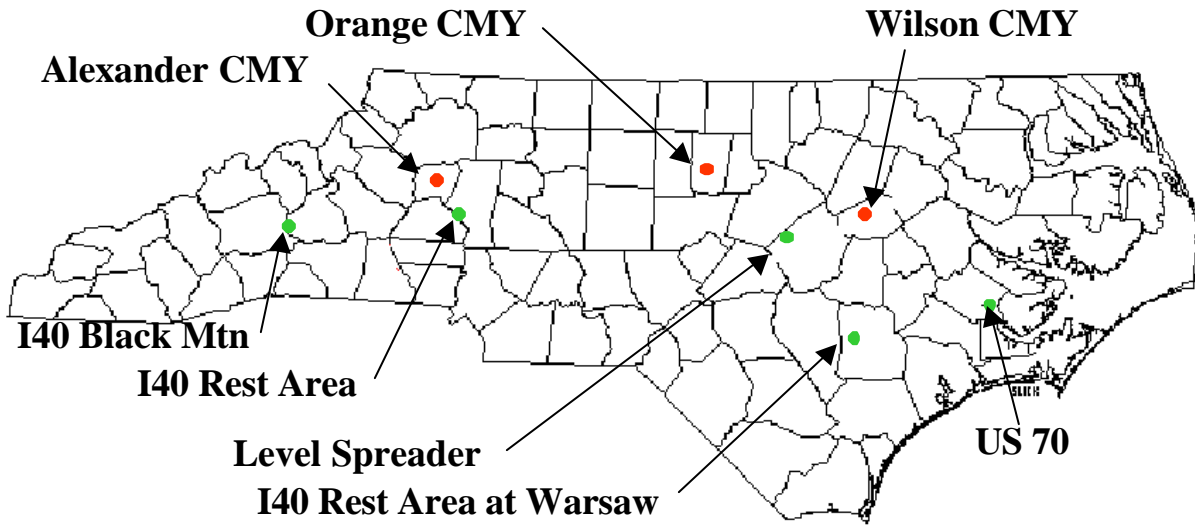 Orange CMY
Wilson CMY
Alexander CMY
I40 Black Mtn
I40 Rest Area
US 70
Level Spreader
I40 Rest Area at Warsaw